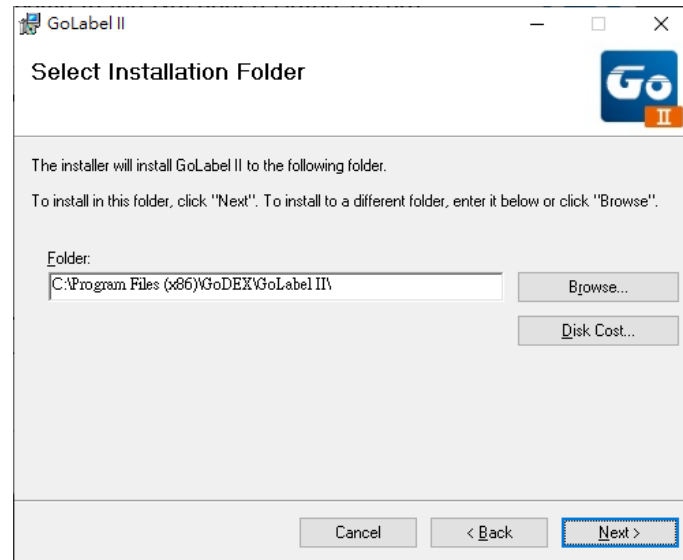 GoLabel II
Select Installation Folder
Go
II
The installer will install GoLabel II to the following folder.
To install in this folder, click "Next". To install to a different folder, enter it below or click "Browse".
Folder:
C:\Program Files (x86)\GoDEX\GoLabel II\
Browse...
Disk Cost...
Cancel
< Back
Next >